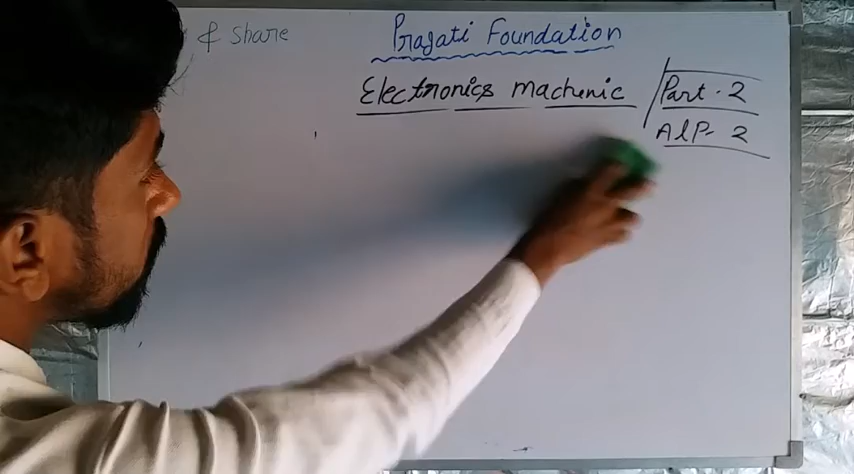 & share
Pragati Foundation
Electronics machenic / Part - 2
ALP- 2